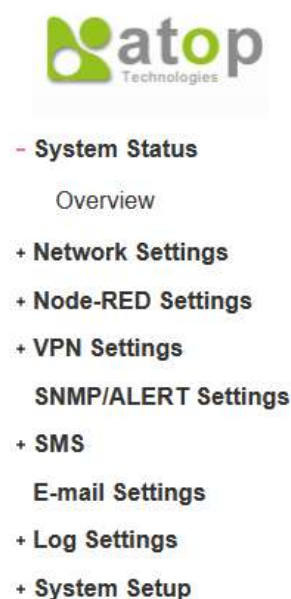 atop
Technologies
- System Status
Overview
+ Network Settings
+ Node-RED Settings
+ VPN Settings
SNMP/ALERT Settings
+ SMS
E-mail Settings
+ Log Settings
+ System Setup